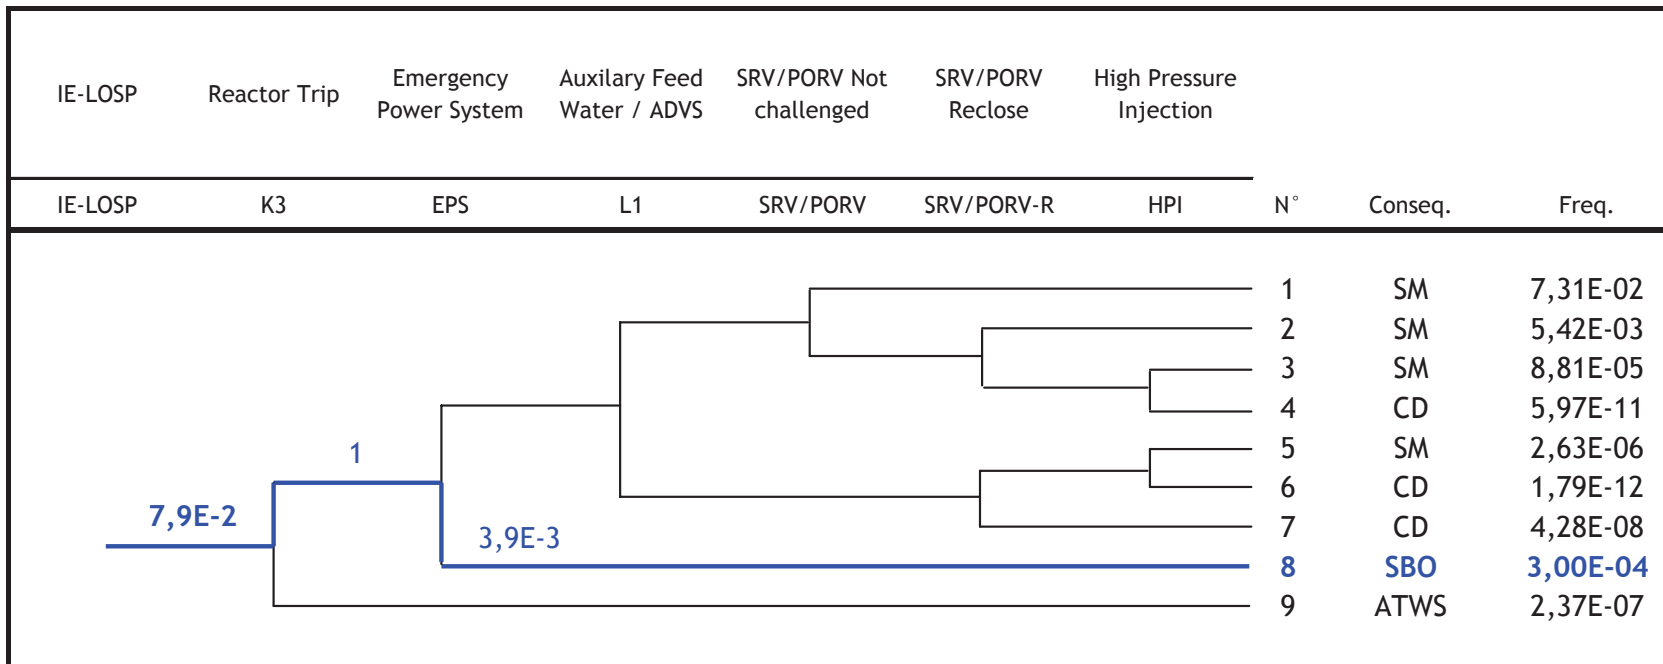 IE-LOSP Reactor Trip Emergency Power System Auxilary Feed Water / ADVS SRV/PORV Not challenged SRV/PORV Reclose High Pressure Injection
IE-LOSP K3 EPS L1 SRV/PORV SRV/PORV-R HPI N° Conseq. Freq.
1 SM 7,31E-02
2 SM 5,42E-03
3 SM 8,81E-05
4 CD 5,97E-11
1
5 SM 2,63E-06
6 CD 1,79E-12
7,9E-2
7 CD 4,28E-08
3,9E-3
8 SBO 3,00E-04
9 ATWS 2,37E-07